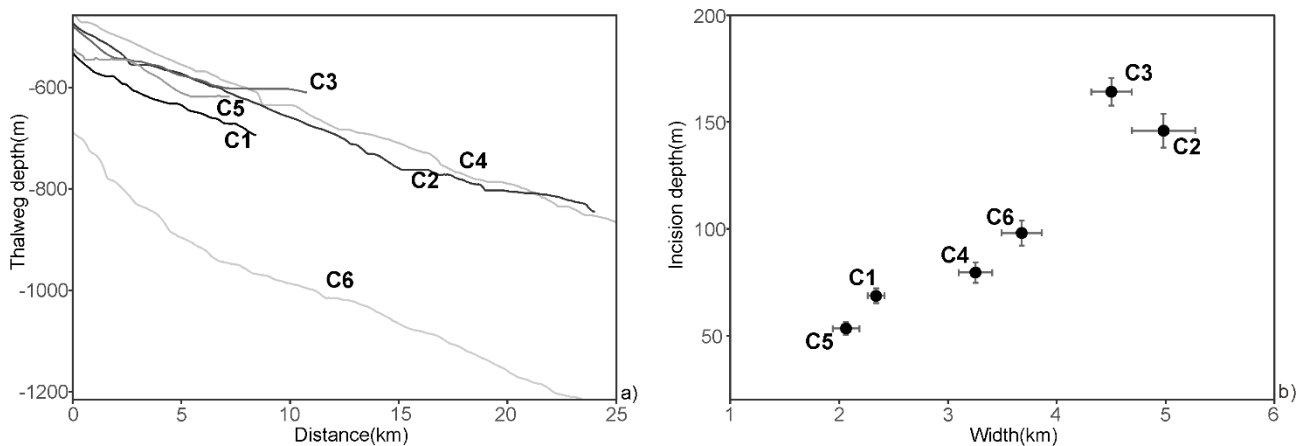 -600
-800
-1000
-1200
Thalweg depth(m)
C3
C5
C1
C4
C2
C6
0 5 10 15 20 25
Distance(km)
a)
200
150
100
50
Incision depth(m)
C3
C2
C6
C4
C1
C5
1 2 3 4 5 6
Width(km)
b)